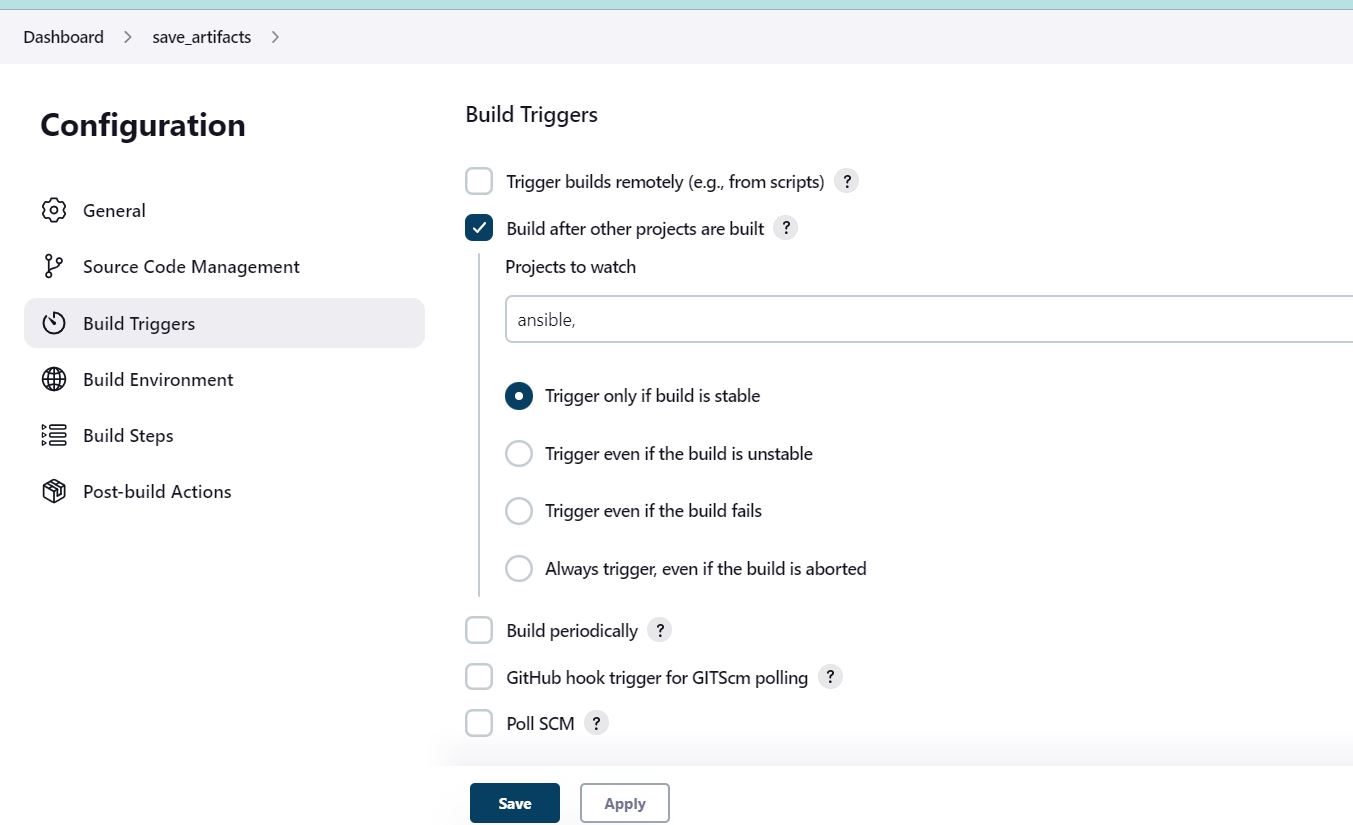 Dashboard > save_artifacts >
Configuration
General
Source Code Management
Build Triggers
Build Environment
Build Steps
Post-build Actions
Build Triggers
Trigger builds remotely (e.g., from scripts) ?
Build after other projects are built ?
Projects to watch
ansible,
Trigger only if build is stable
Trigger even if the build is unstable
Trigger even if the build fails
Always trigger, even if the build is aborted
Build periodically ?
GitHub hook trigger for GITScm polling ?
Poll SCM ?
Save Apply